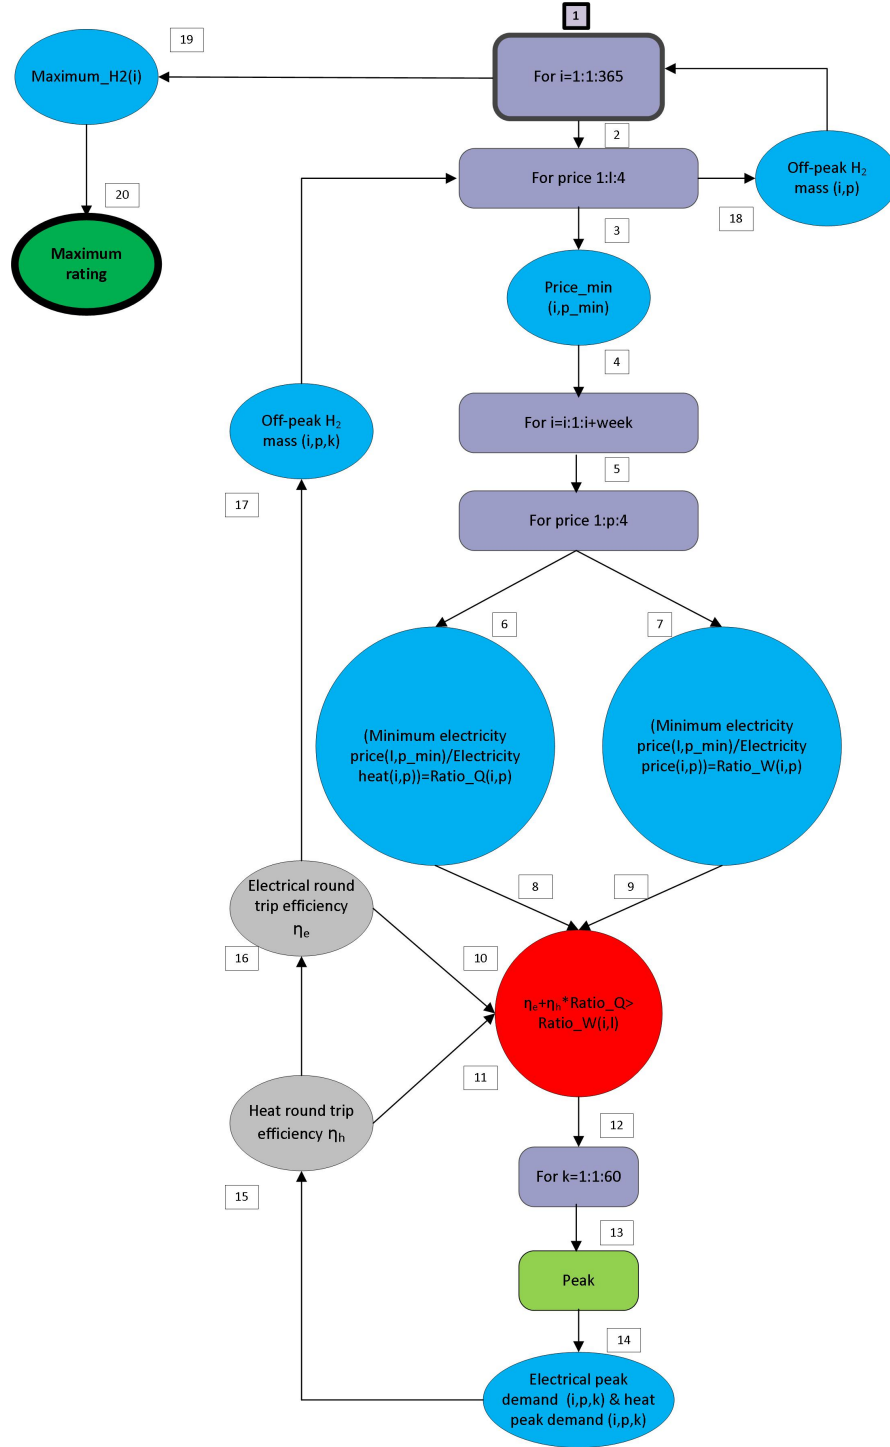 1
19
Maximum_H2(i)
For i=1:1:365
2
For price 1:l:4
Off-peak H₂
mass (i,p)
20
18
3
Maximum
rating
Price_min
(i,p_min)
4
Off-peak H₂
mass (i,p,k)
For i=i:1:i+week
5
17
For price 1:p:4
6
7
(Minimum electricity
price(I,p_min)/Electricity
heat(i,p))=Ratio_Q(i,p)
(Minimum electricity
price(I,p_min)/Electricity
price(i,p))=Ratio_W(i,p)
8
9
Electrical round
trip efficiency
ηₑ
16
10
ηₑ+ηₕ*Ratio_Q>
Ratio_W(i,l)
11
Heat round trip
efficiency ηₕ
12
15
For k=1:1:60
13
Peak
14
Electrical peak
demand (i,p,k) & heat
peak demand (i,p,k)